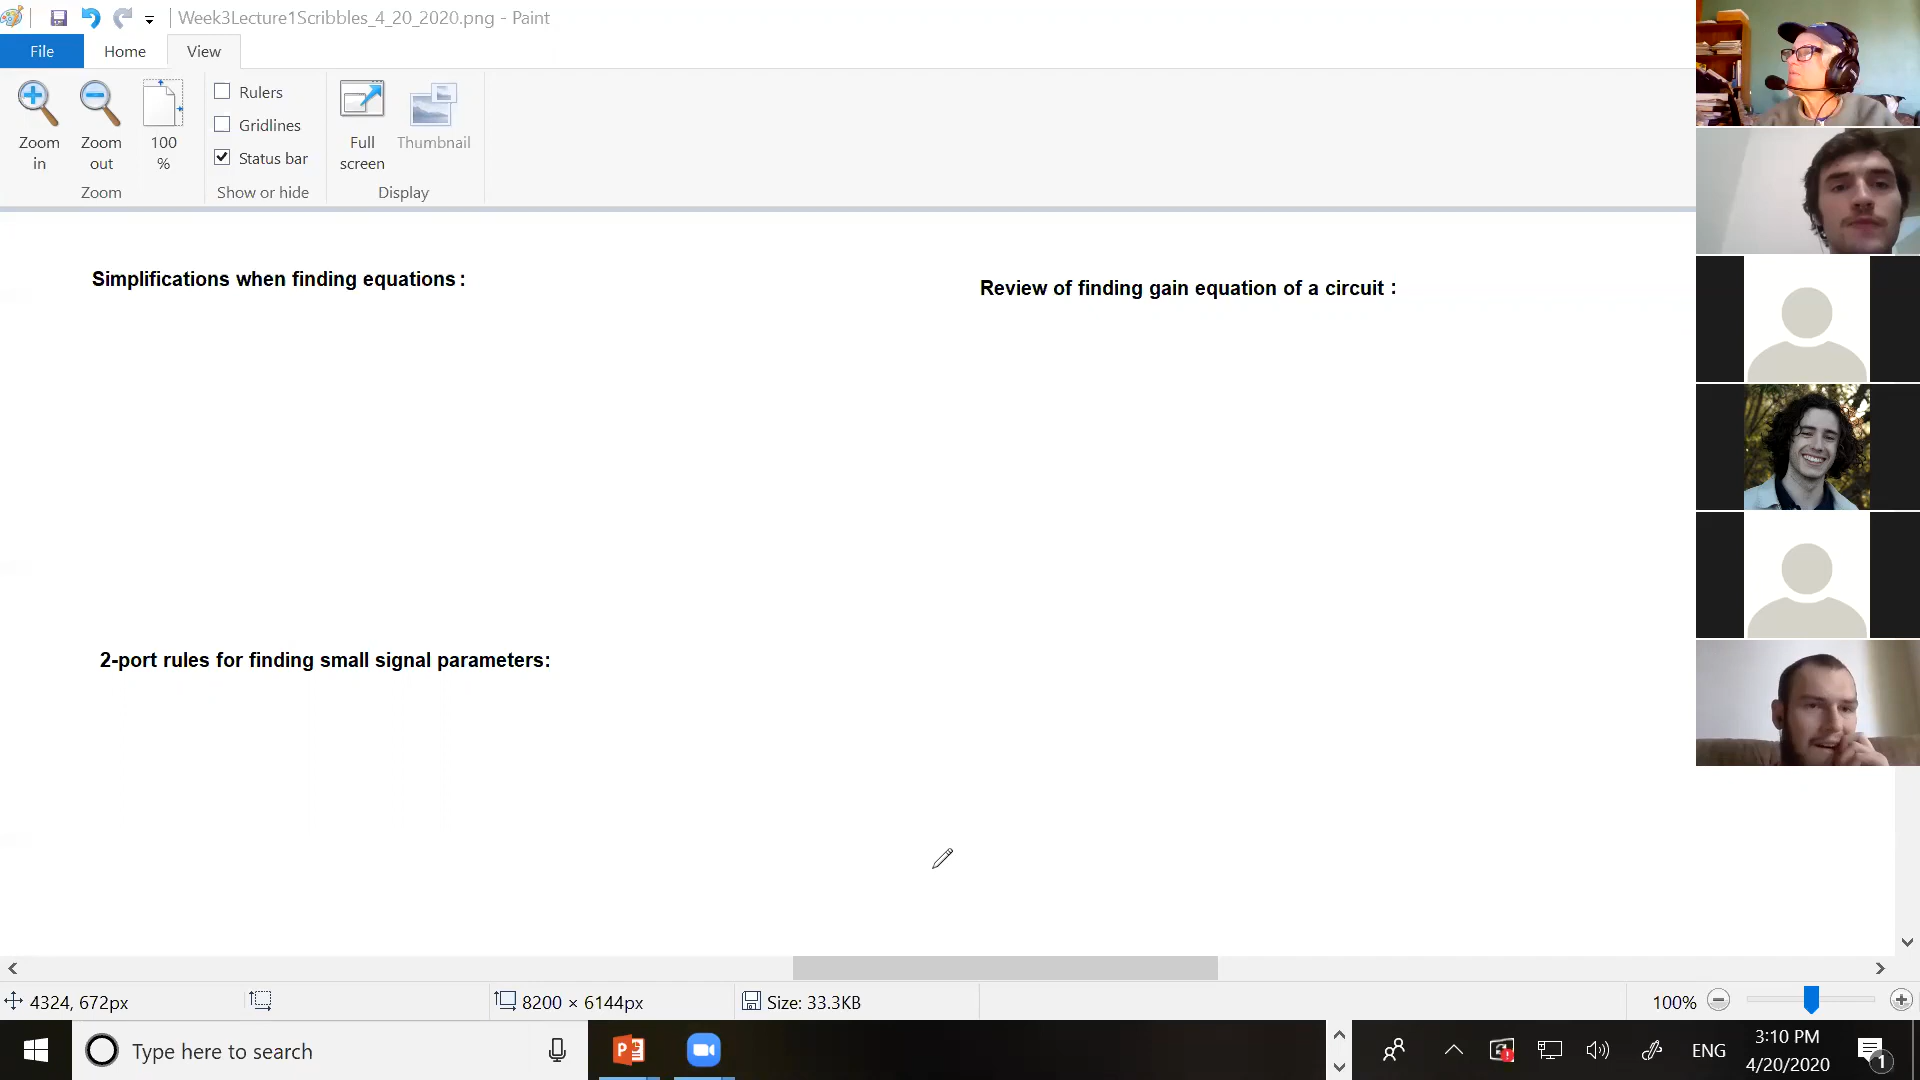 Week3Lecture1Scribbles_4_20_2020.png - Paint
File Home View
Zoom in
Zoom out
100 %
Zoom
Rulers
Gridlines
Status bar
Show or hide
Full screen
Thumbnail
Display
Simplifications when finding equations :
Review of finding gain equation of a circuit :
2-port rules for finding small signal parameters:
4324, 672px
8200 × 6144px
Size: 33.3KB
100%
Type here to search
ENG
3:10 PM
4/20/2020
1